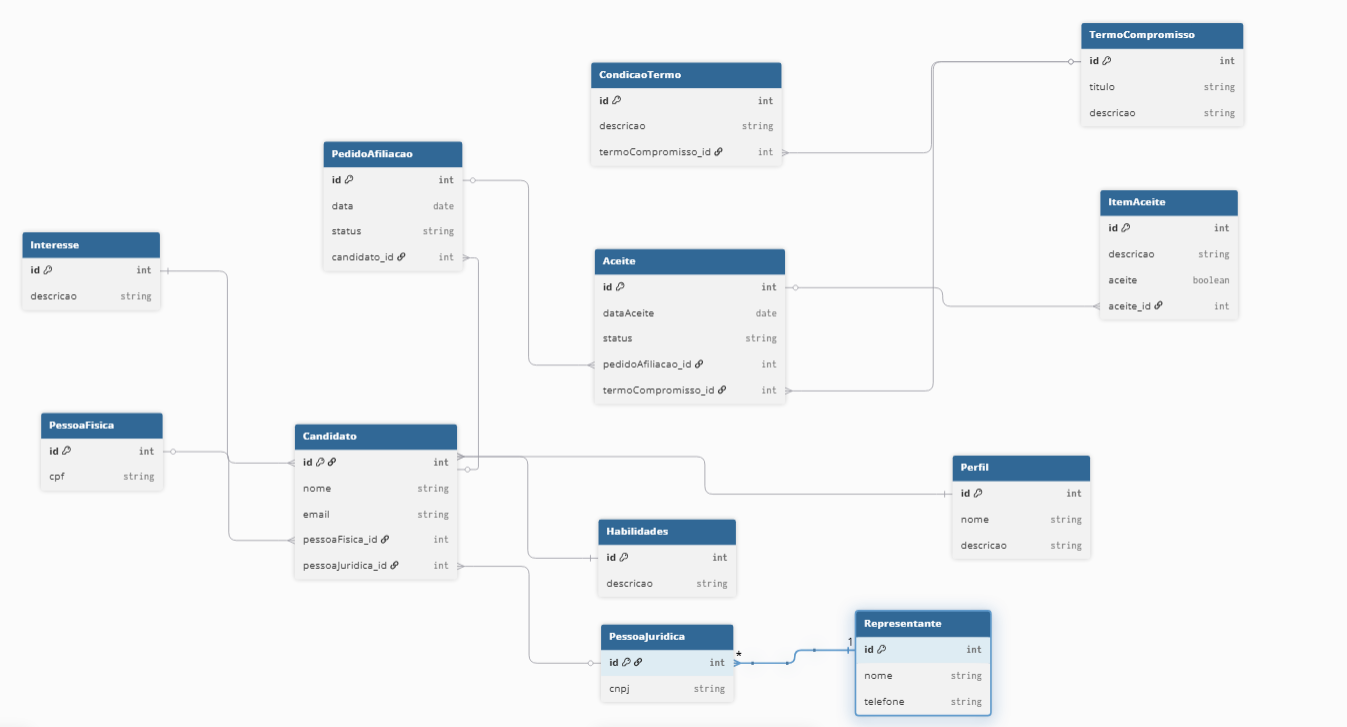 TermoCompromisso
id int
titulo string
descricao string
CondicaoTermo
id int
descricao string
termoCompromisso_id int
PedidoAfiliacao
id int
data date
status string
candidato_id int
ItemAceite
id int
descricao string
aceite boolean
aceite_id int
Interesse
id int
descricao string
Aceite
id int
dataAceite date
status string
pedidoAfiliacao_id int
termoCompromisso_id int
PessoaFisica
id int
cpf string
Candidato
id int
nome string
email string
pessoaFisica_id int
pessoaJuridica_id int
Perfil
id int
nome string
descricao string
Habilidades
id int
descricao string
PessoaJuridica
id int
cnpj string
* 1
Representante
id int
nome string
telefone string